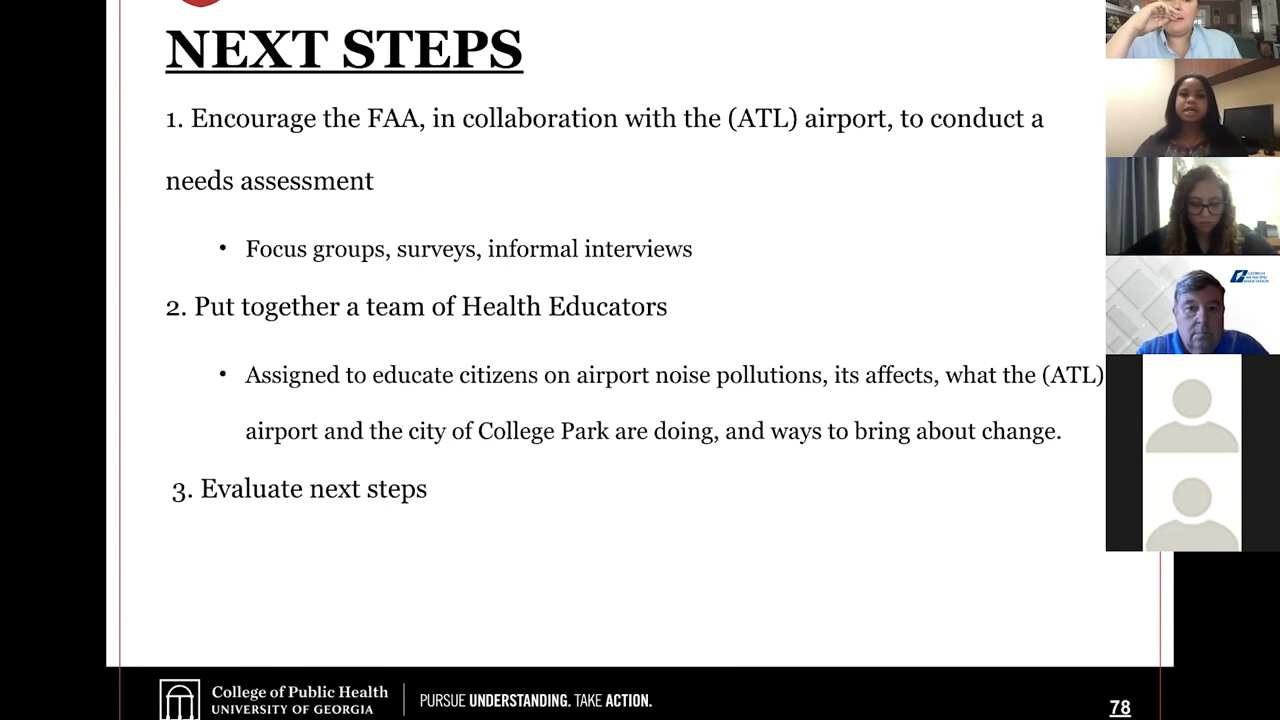 NEXT STEPS
1. Encourage the FAA, in collaboration with the (ATL) airport, to conduct a
needs assessment
• Focus groups, surveys, informal interviews
2. Put together a team of Health Educators
• Assigned to educate citizens on airport noise pollutions, its affects, what the (ATL)
airport and the city of College Park are doing, and ways to bring about change.
3. Evaluate next steps
GEORGIA
MUNICIPAL
ASSOCIATION
College of Public Health
UNIVERSITY OF GEORGIA
PURSUE UNDERSTANDING. TAKE ACTION.
78